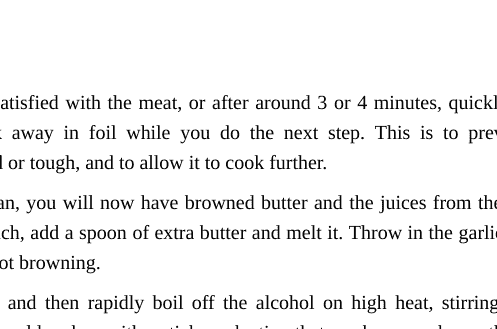 atisfied with the meat, or after around 3 or 4 minutes, quickl
away in foil while you do the next step. This is to prev
or tough, and to allow it to cook further.
an, you will now have browned butter and the juices from the
ch, add a spoon of extra butter and melt it. Throw in the garli
ot browning.
and then rapidly boil off the alcohol on high heat, stirring